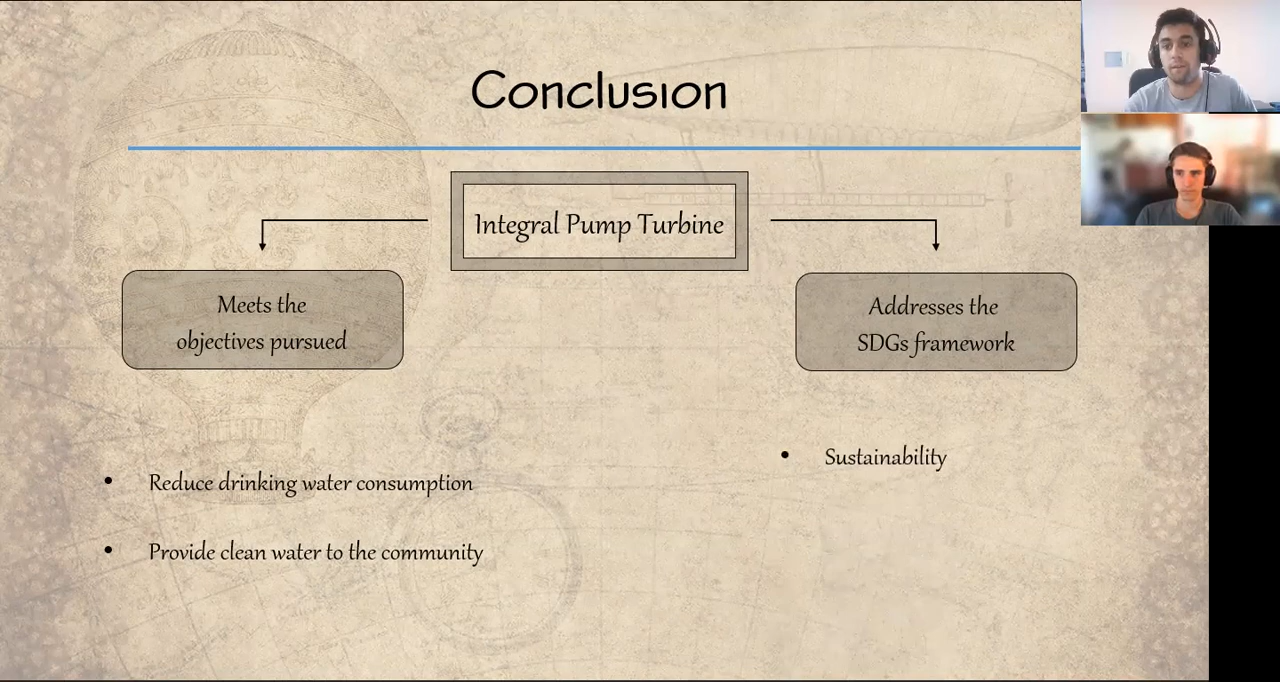 Conclusion
Integral Pump Turbine
Meets the
objectives pursued
Addresses the
SDGs framework
• Reduce drinking water consumption
• Provide clean water to the community
• Sustainability